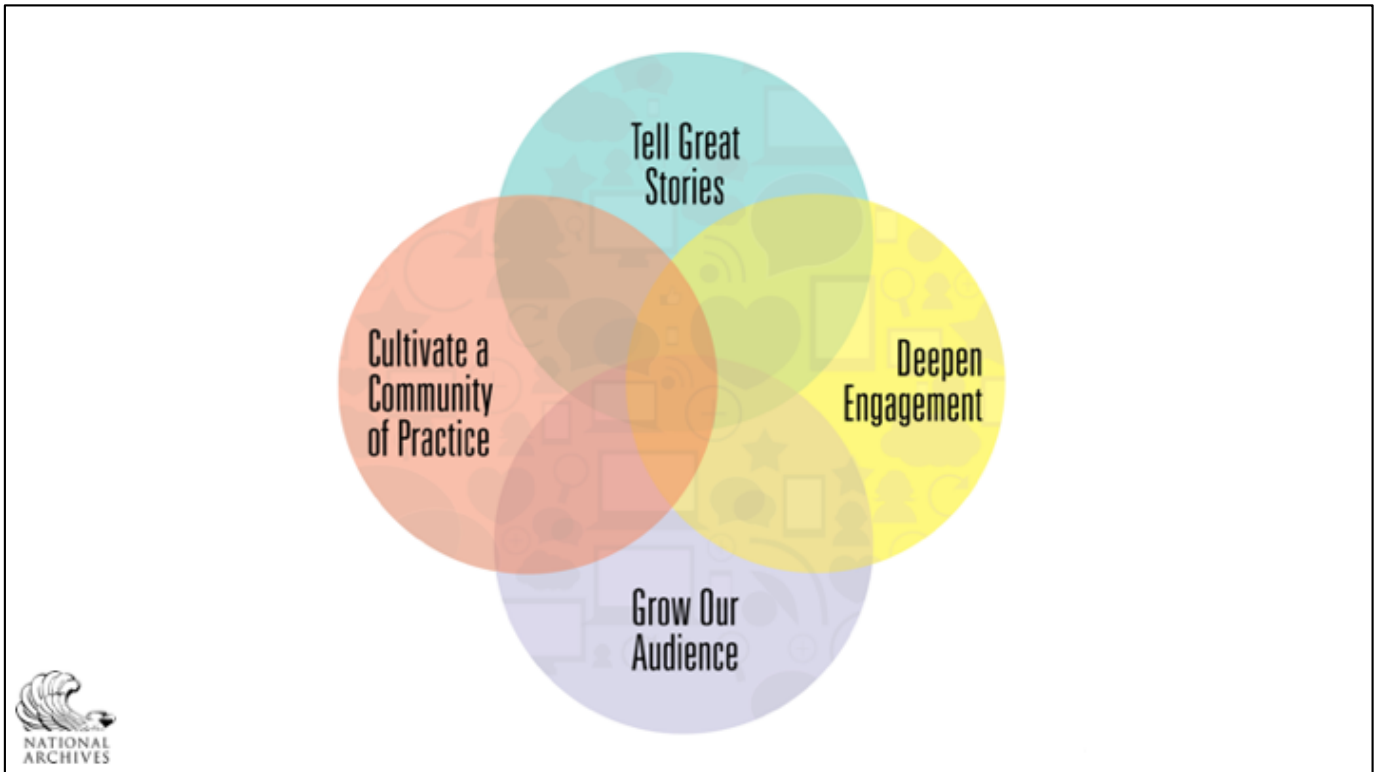 Tell Great
Stories
Cultivate a
Community
of Practice
Deepen
Engagement
Grow Our
Audience
NATIONAL
ARCHIVES